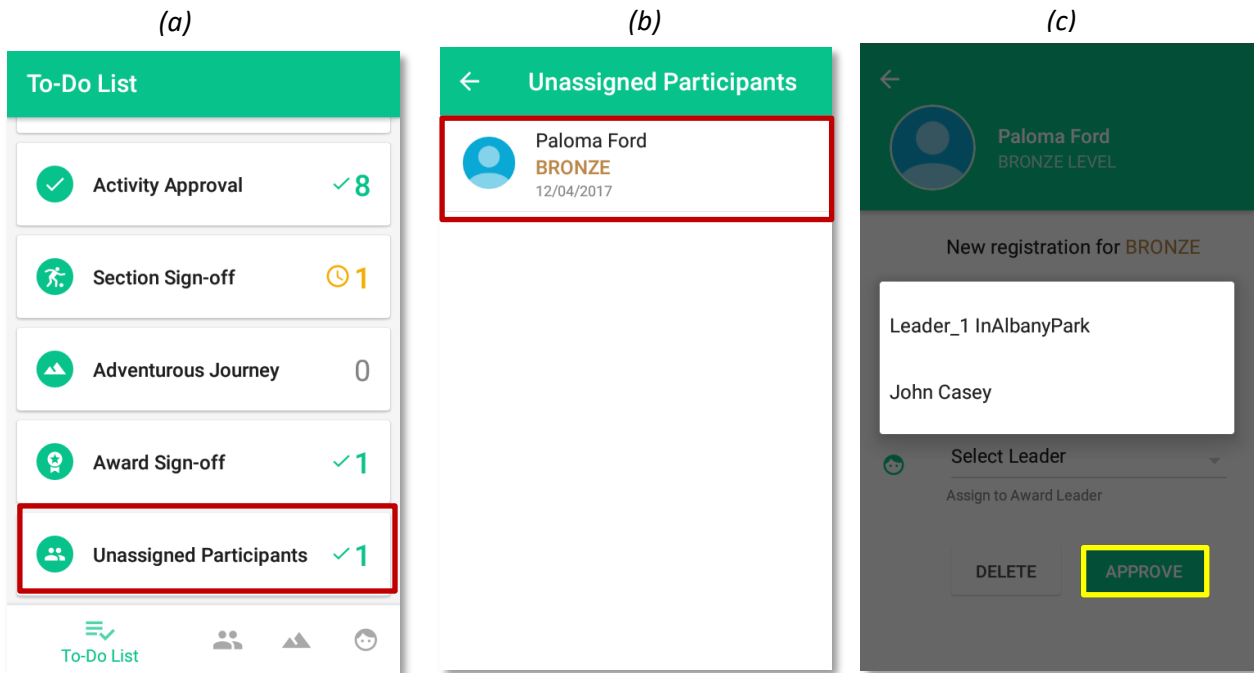 (a)
To-Do List
Activity Approval 8
Section Sign-off 1
Adventurous Journey 0
Award Sign-off 1
Unassigned Participants 1
To-Do List
(b)
Unassigned Participants
Paloma Ford
BRONZE
12/04/2017
(c)
Paloma Ford
BRONZE LEVEL
New registration for BRONZE
Leader_1 InAlbanyPark
John Casey
Select Leader
Assign to Award Leader
DELETE APPROVE